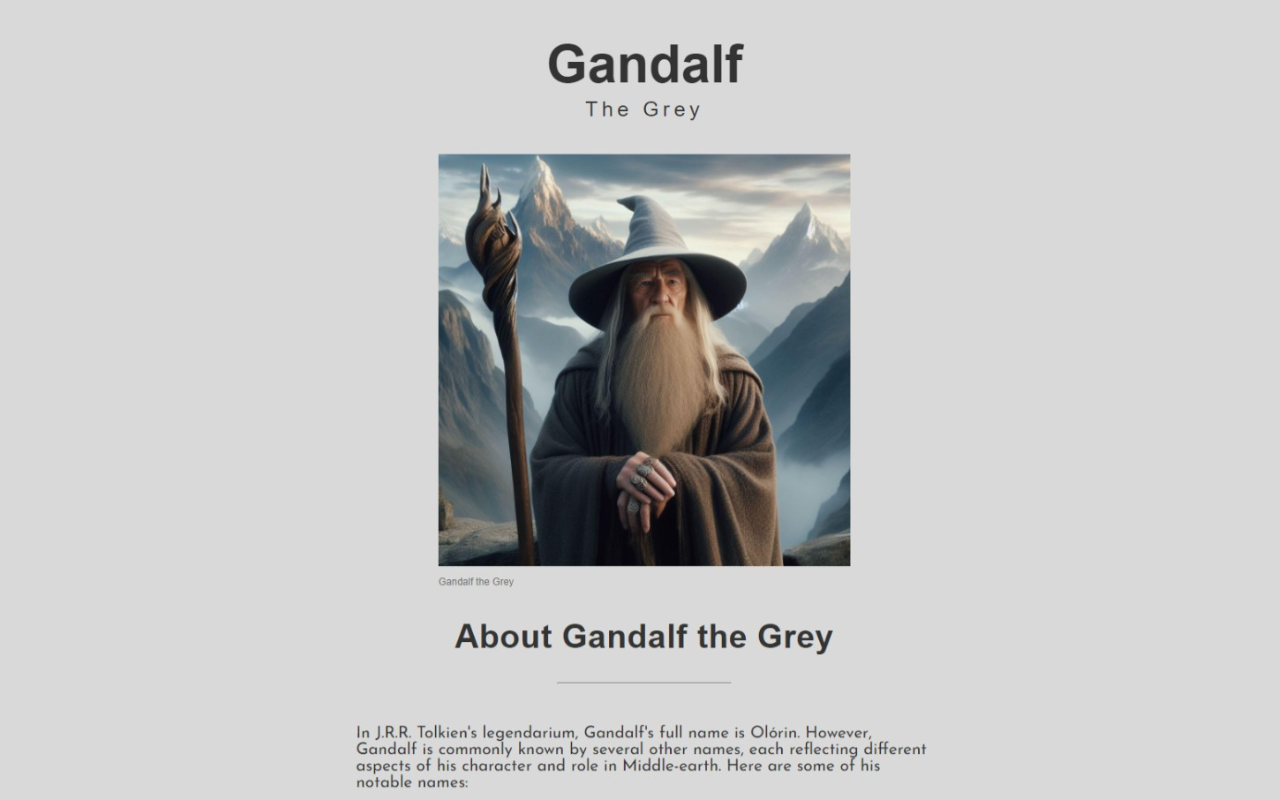 Gandalf
The Grey
Gandalf the Grey
About Gandalf the Grey
In J.R.R. Tolkien's legendarium, Gandalf's full name is Olórin. However,
Gandalf is commonly known by several other names, each reflecting different
aspects of his character and role in Middle-earth. Here are some of his
notable names: